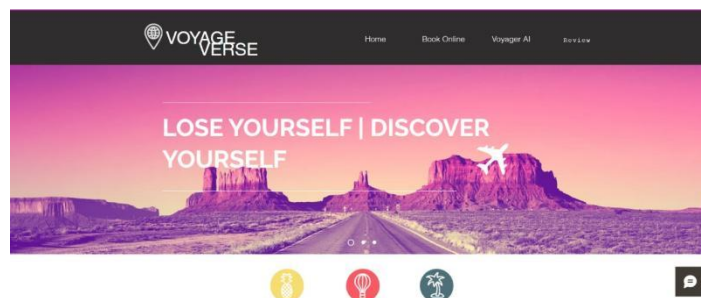 VOYAGE
VERSE
Home Book Online Voyager AI Review
LOSE YOURSELF | DISCOVER
YOURSELF